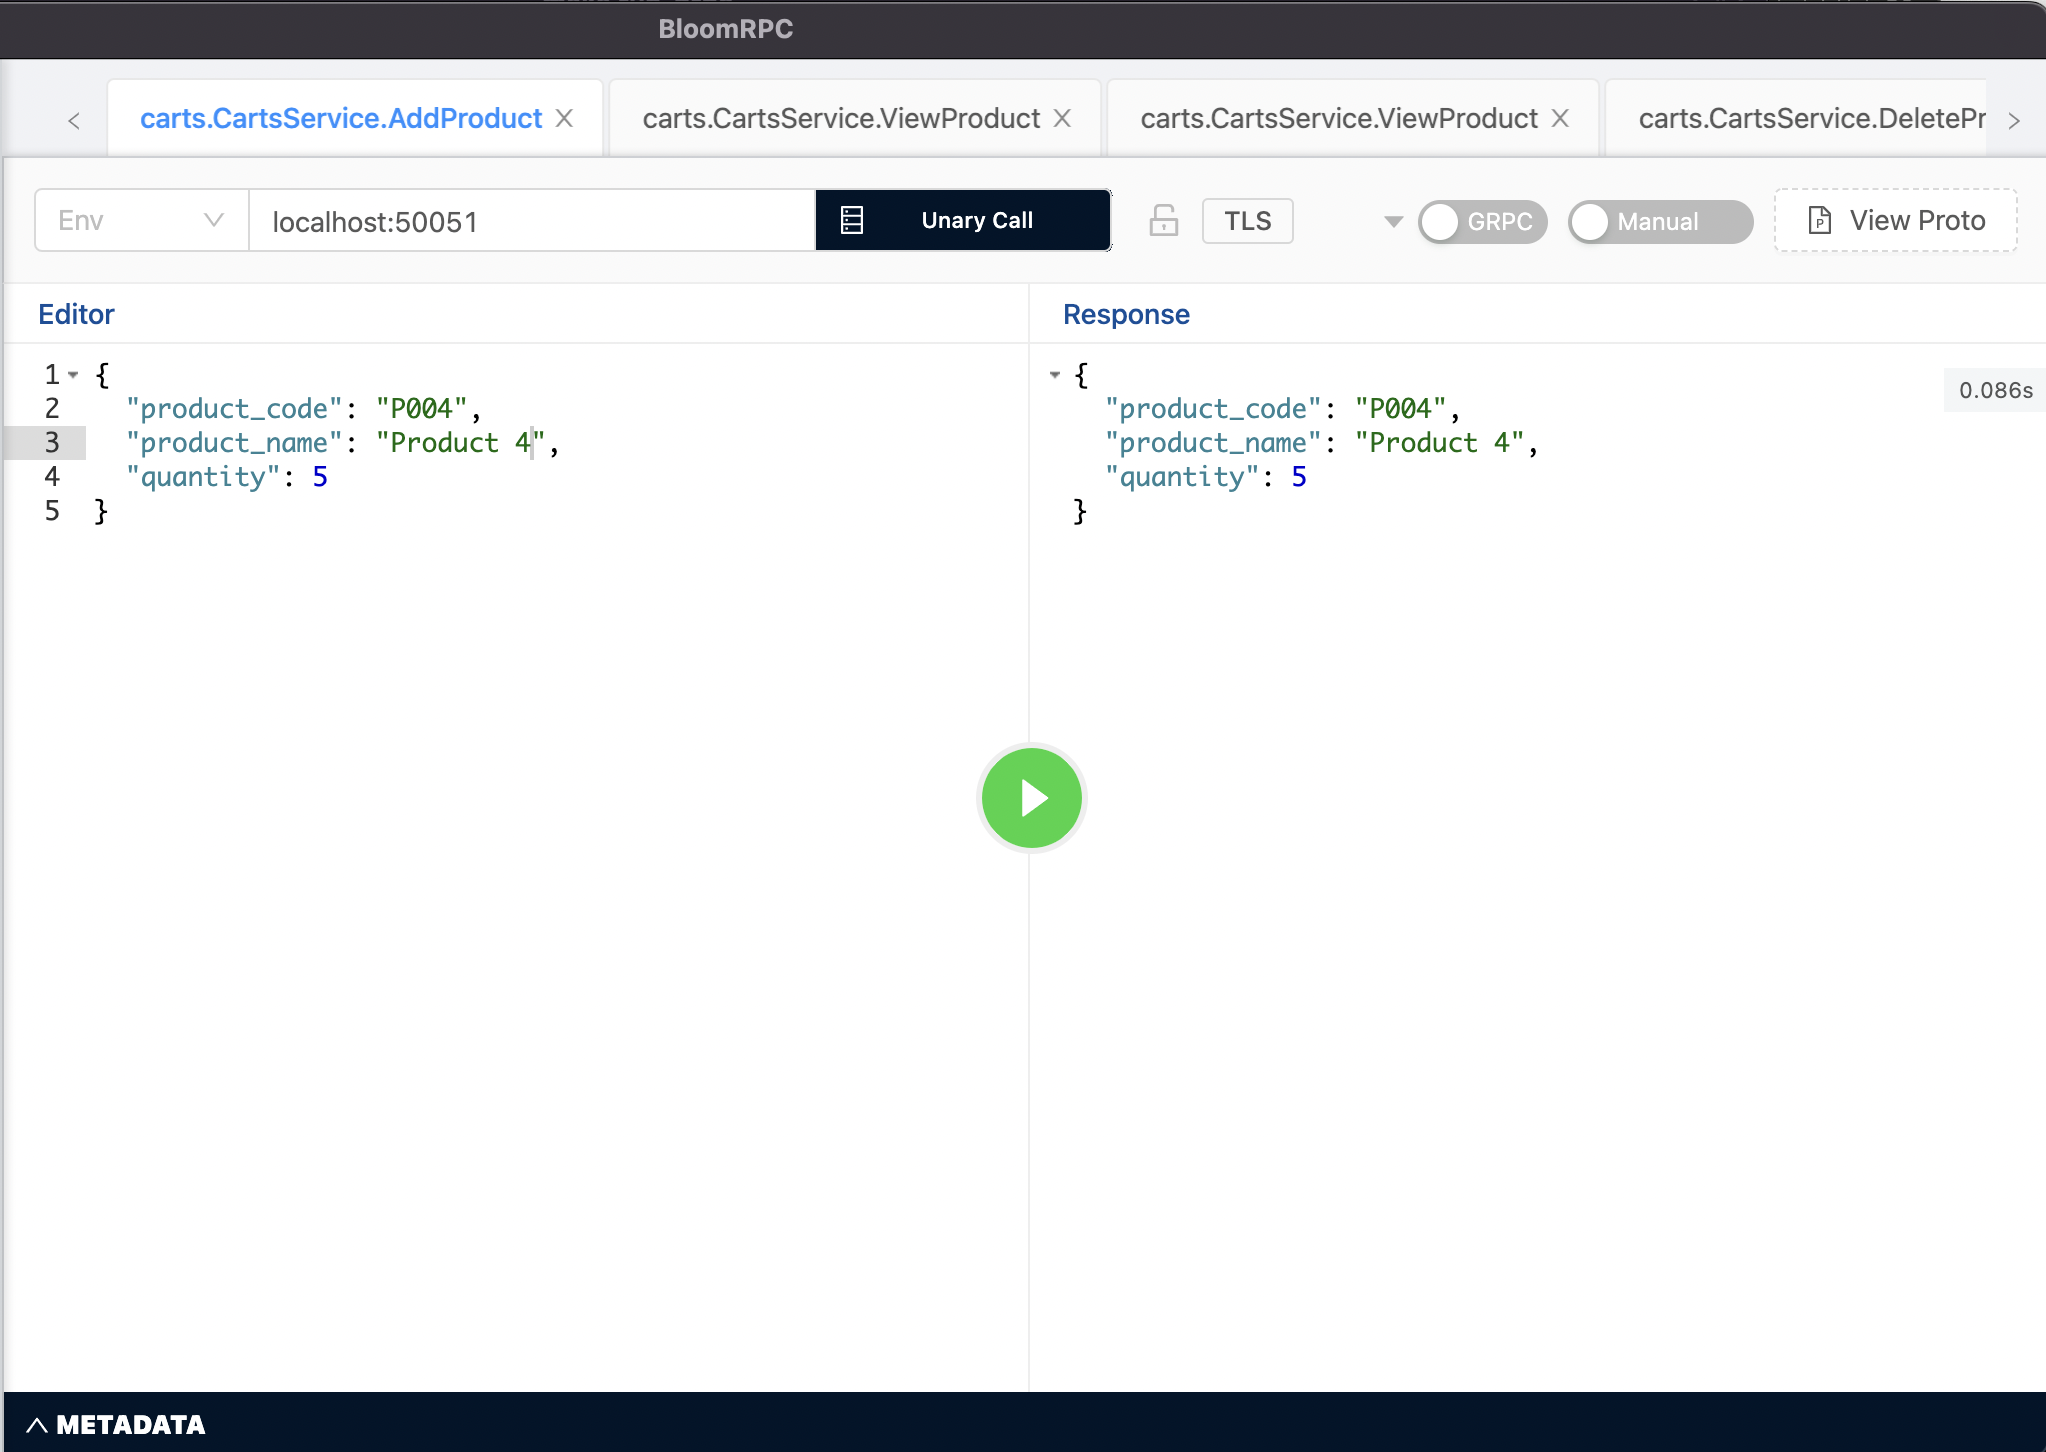 BloomRPC
carts.CartsService.AddProduct X carts.CartsService.ViewProduct X carts.CartsService.ViewProduct X carts.CartsService.DeletePr
Env localhost:50051 Unary Call TLS GRPC Manual View Proto
Editor
Response
1 {
2 "product_code": "P004",
3 "product_name": "Product 4",
4 "quantity": 5
5 }
{
"product_code": "P004",
"product_name": "Product 4",
"quantity": 5
}
0.086s
METADATA